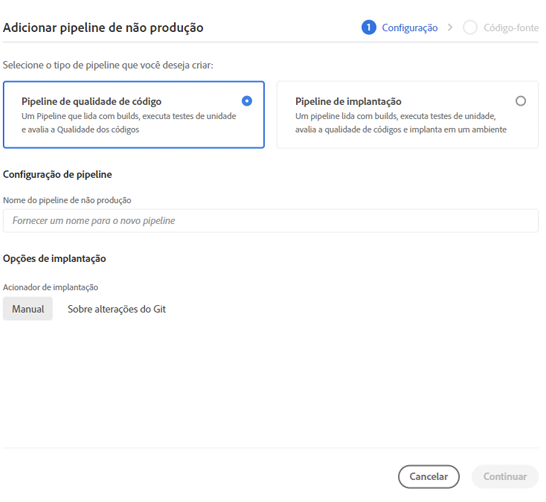 Adicionar pipeline de não produção
1 Configuração > Código-fonte
Selecione o tipo de pipeline que você deseja criar:
Pipeline de qualidade de código
Um Pipeline que lida com builds, executa testes de unidade
e avalia a Qualidade dos códigos
Pipeline de implantação
Um pipeline lida com builds, executa testes de unidade,
avalia a qualidade de códigos e implanta em um ambiente
Configuração de pipeline
Nome do pipeline de não produção
Fornecer um nome para o novo pipeline
Opções de implantação
Acionador de implantação
Manual Sobre alterações do Git
Cancelar Continuar